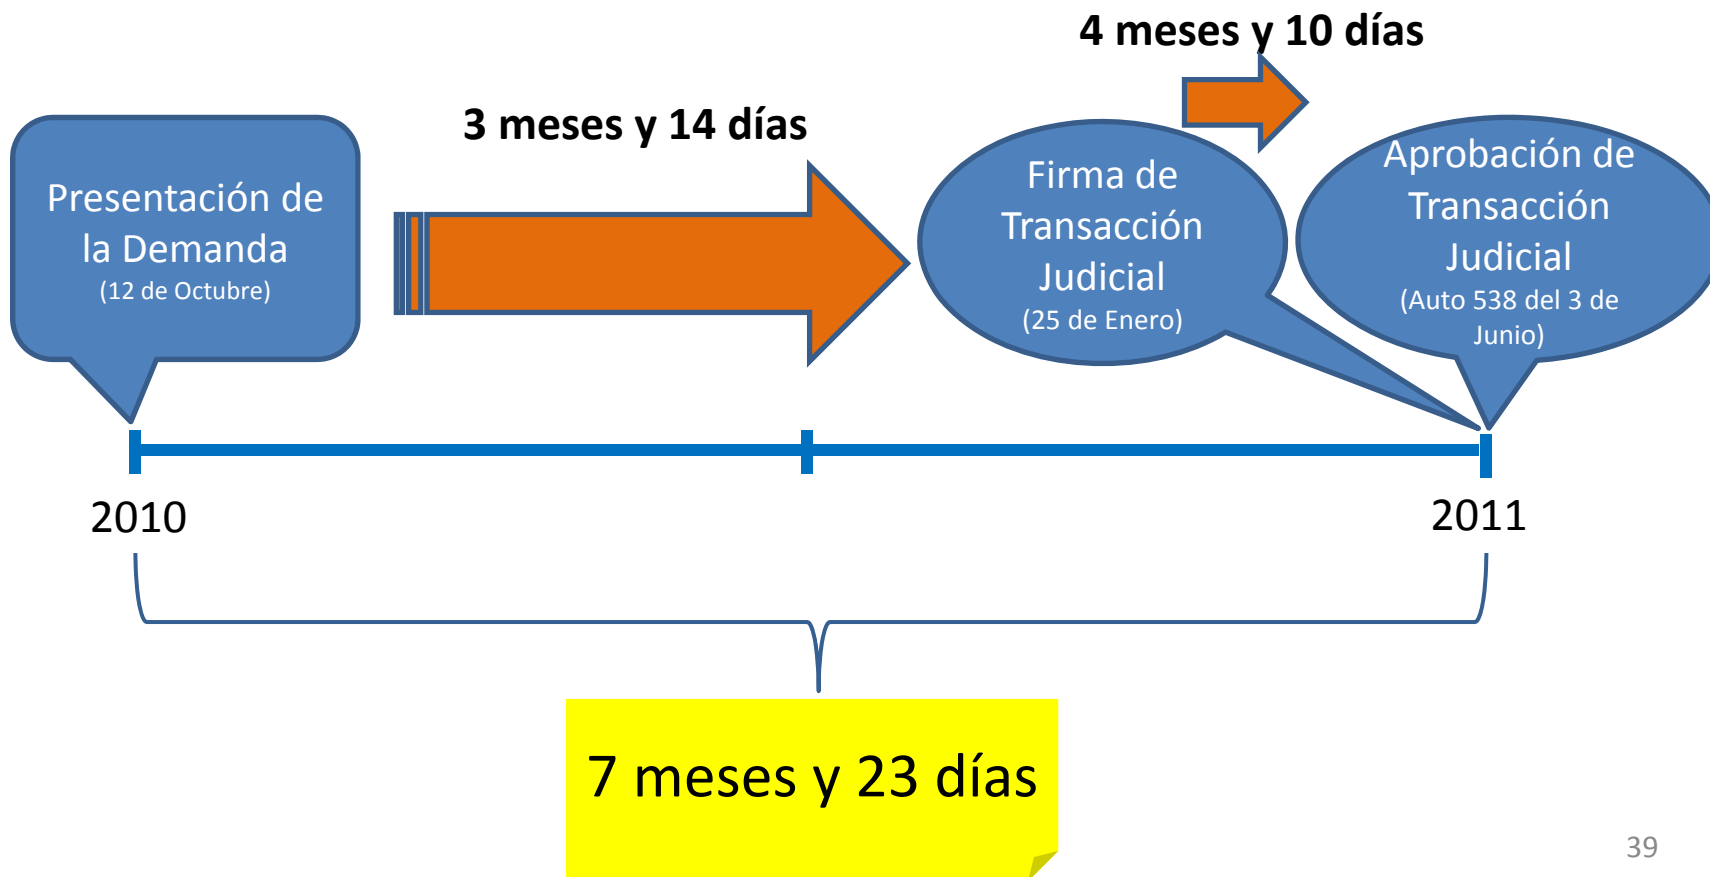 4 meses y 10 días
3 meses y 14 días
Presentación de
la Demanda
(12 de Octubre)
Firma de
Transacción
Judicial
(25 de Enero)
Aprobación de
Transacción
Judicial
(Auto 538 del 3 de
Junio)
2010
2011
7 meses y 23 días
39